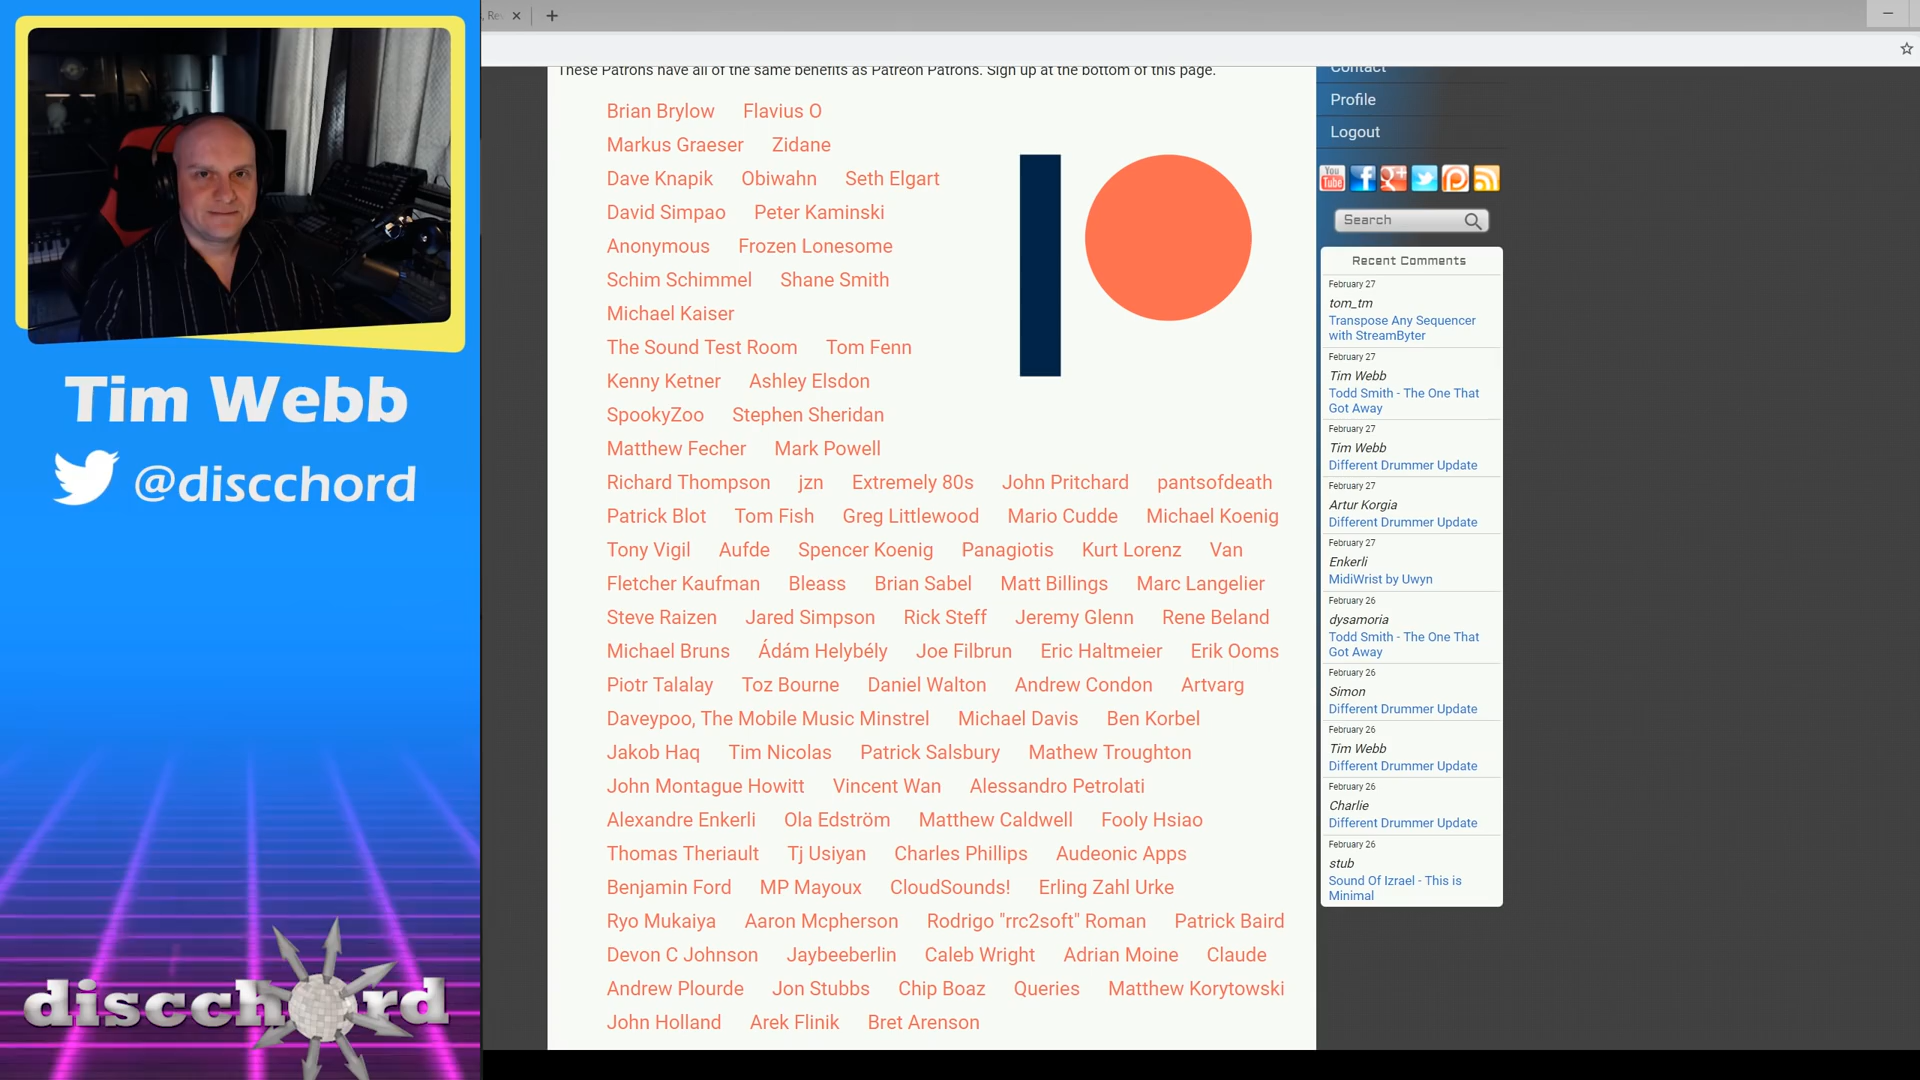 , Re
These Patrons have all of the same benefits as Patreon Patrons. Sign up at the bottom of this page.
Brian Brylow Flavius O
Markus Graeser Zidane
Dave Knapik Obiwahn Seth Elgart
David Simpao Peter Kaminski
Anonymous Frozen Lonesome
Schim Schimmel Shane Smith
Michael Kaiser
The Sound Test Room Tom Fenn
Kenny Ketner Ashley Elsdon
SpookyZoo Stephen Sheridan
Matthew Fecher Mark Powell
Richard Thompson jzn Extremely 80s John Pritchard pantsofdeath
Patrick Blot Tom Fish Greg Littlewood Mario Cudde Michael Koenig
Tony Vigil Aufde Spencer Koenig Panagiotis Kurt Lorenz Van
Fletcher Kaufman Bleass Brian Sabel Matt Billings Marc Langelier
Steve Raizen Jared Simpson Rick Steff Jeremy Glenn Rene Beland
Michael Bruns Ádám Helybély Joe Filbrun Eric Haltmeier Erik Ooms
Piotr Talalay Toz Bourne Daniel Walton Andrew Condon Artvarg
Daveypoo, The Mobile Music Minstrel Michael Davis Ben Korbel
Jakob Haq Tim Nicolas Patrick Salsbury Mathew Troughton
John Montague Howitt Vincent Wan Alessandro Petrolati
Alexandre Enkerli Ola Edström Matthew Caldwell Fooly Hsiao
Thomas Theriault Tj Usiyan Charles Phillips Audeonic Apps
Benjamin Ford MP Mayoux CloudSounds! Erling Zahl Urke
Ryo Mukaiya Aaron Mcpherson Rodrigo "rrc2soft" Roman Patrick Baird
Devon C Johnson Jaybeeberlin Caleb Wright Adrian Moine Claude
Andrew Plourde Jon Stubbs Chip Boaz Queries Matthew Korytowski
John Holland Arek Flinik Bret Arenson
Contact
Profile
Logout
You
Tube
Search
Recent Comments
February 27
tom_tm
Transpose Any Sequencer
with StreamByter
February 27
Tim Webb
Todd Smith - The One That
Got Away
February 27
Tim Webb
Different Drummer Update
February 27
Artur Korgia
Different Drummer Update
February 27
Enkerli
MidiWrist by Uwyn
February 26
dysamoria
Todd Smith - The One That
Got Away
February 26
Simon
Different Drummer Update
February 26
Tim Webb
Different Drummer Update
February 26
Charlie
Different Drummer Update
February 26
stub
Sound Of Izrael - This is
Minimal
Tim Webb
@discchord
discchord